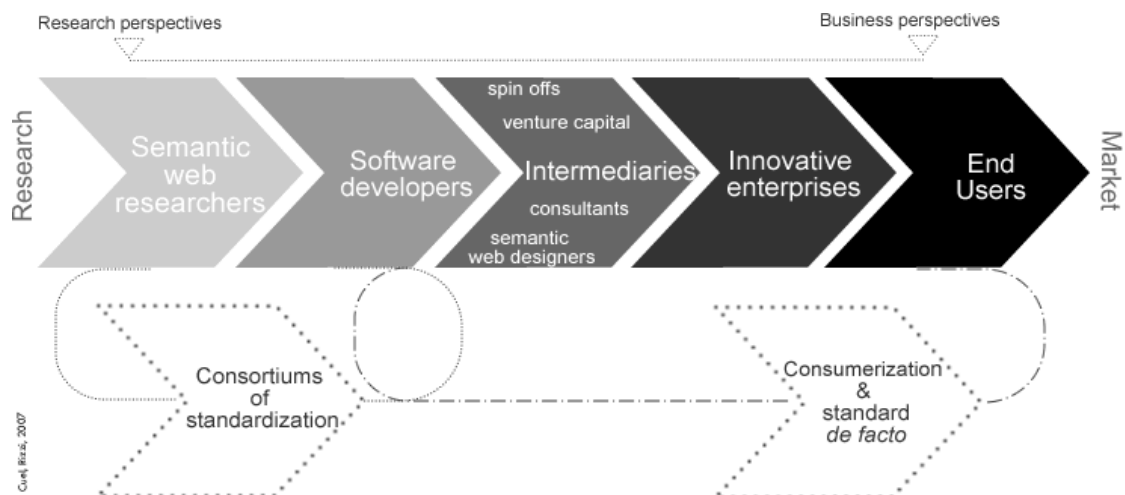 Research perspectives
Business perspectives
Research
Semantic
web
researchers
Software
developers
spin offs
venture capital
Intermediaries
consultants
semantic
web designers
Innovative
enterprises
End
Users
Market
Consortiums
of
standardization
Consumerization
&
standard
de facto
Cuel, Rizzi, 2007